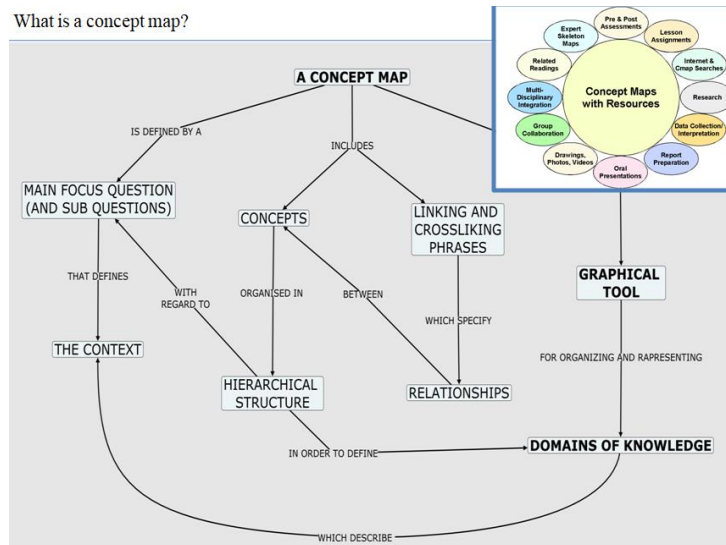 What is a concept map?
Pre & Post
Assessments
Expert
Skeleton
Maps
Lesson
Assignments
Related
Readings
Internet &
Cmap Searches
Multi-
Disciplinary
Integration
Concept Maps
with Resources
Research
Group
Collaboration
Data Collection/
Interpretation
Drawings,
Photos, Videos
Oral
Presentations
Report
Preparation
A CONCEPT MAP
IS DEFINED BY A
INCLUDES
MAIN FOCUS QUESTION
(AND SUB QUESTIONS)
CONCEPTS
LINKING AND
CROSSLIKING
PHRASES
THAT DEFINES
WITH
REGARD TO
ORGANISED IN
BETWEEN
WHICH SPECIFY
GRAPHICAL
TOOL
THE CONTEXT
HIERARCHICAL
STRUCTURE
RELATIONSHIPS
FOR ORGANIZING AND RAPRESENTING
IN ORDER TO DEFINE
DOMAINS OF KNOWLEDGE
WHICH DESCRIBE